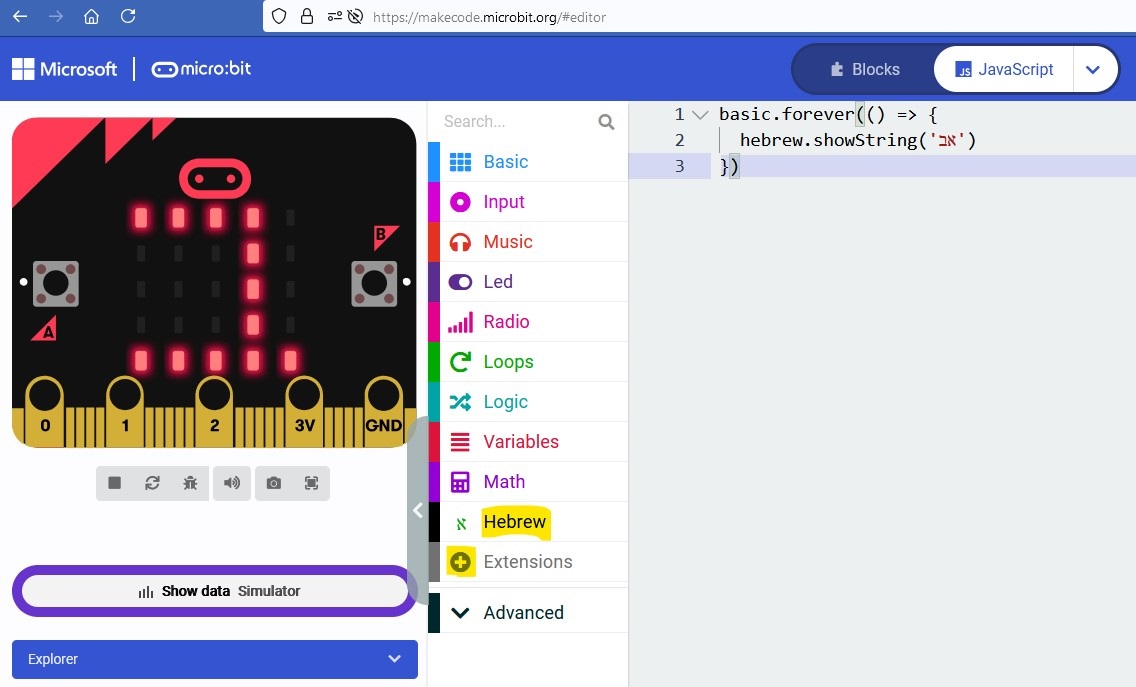 https://makecode.microbit.org/#editor
Microsoft
micro:bit
Blocks
JS
JavaScript
B
A
0
1
2
3V
GND
Show data Simulator
Explorer
Search...
Basic
Input
Music
Led
Radio
Loops
Logic
Variables
Math
א Hebrew
Extensions
Advanced
1 basic.forever(() => {
2 hebrew.showString('אב')
3 })